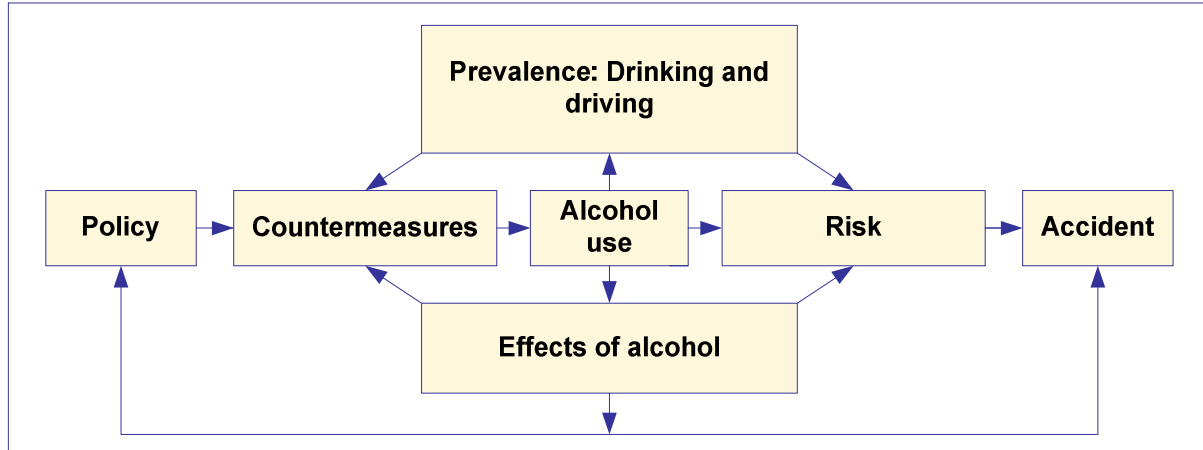 Prevalence: Drinking and
driving
Policy
Countermeasures
Alcohol
use
Risk
Accident
Effects of alcohol